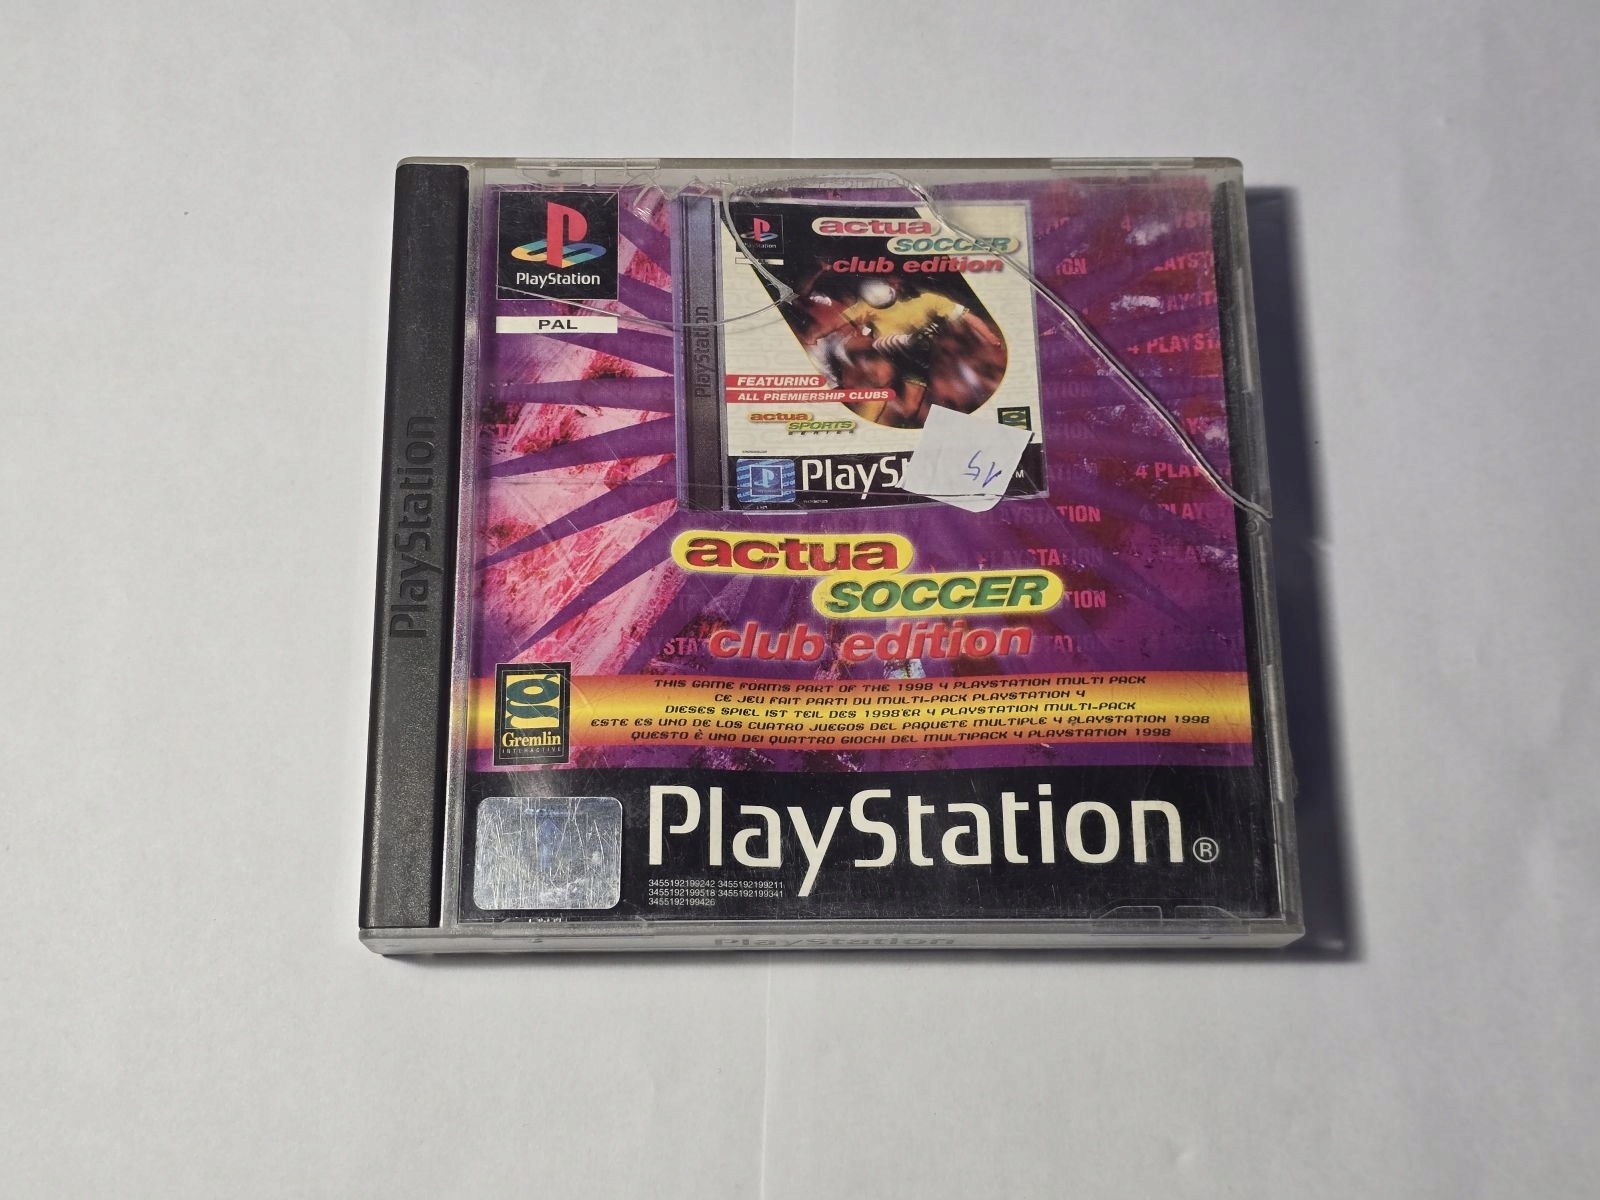 PlayStation
PlayStation
PAL
PlayStation
actua
SOCCER
club edition
PlayStation
FEATURING
ALL PREMIERSHIP CLUBS
actua
SPORTS
SERIES
15
actua
SOCCER
club edition
THIS GAME FORMS PART OF THE 1998 4 PLAYSTATION MULTI PACK
CE JEU FAIT PARTI DU MULTI-PACK PLAYSTATION 4
DIESES SPIEL IST TEIL DES 1998'ER 4 PLAYSTATION MULTI-PACK
ESTE ES UNO DE LOS CUATRO JUEGOS DEL PAQUETE MULTIPLE 4 PLAYSTATION 1998
QUESTO È UNO DEI QUATTRO GIOCHI DEL MULTIPACK 4 PLAYSTATION 1998
Gremlin
INTERACTIVE
PlayStation®
3455192199242 3455192199211
3455192199518 3455192199341
3455192199426
PlayStation